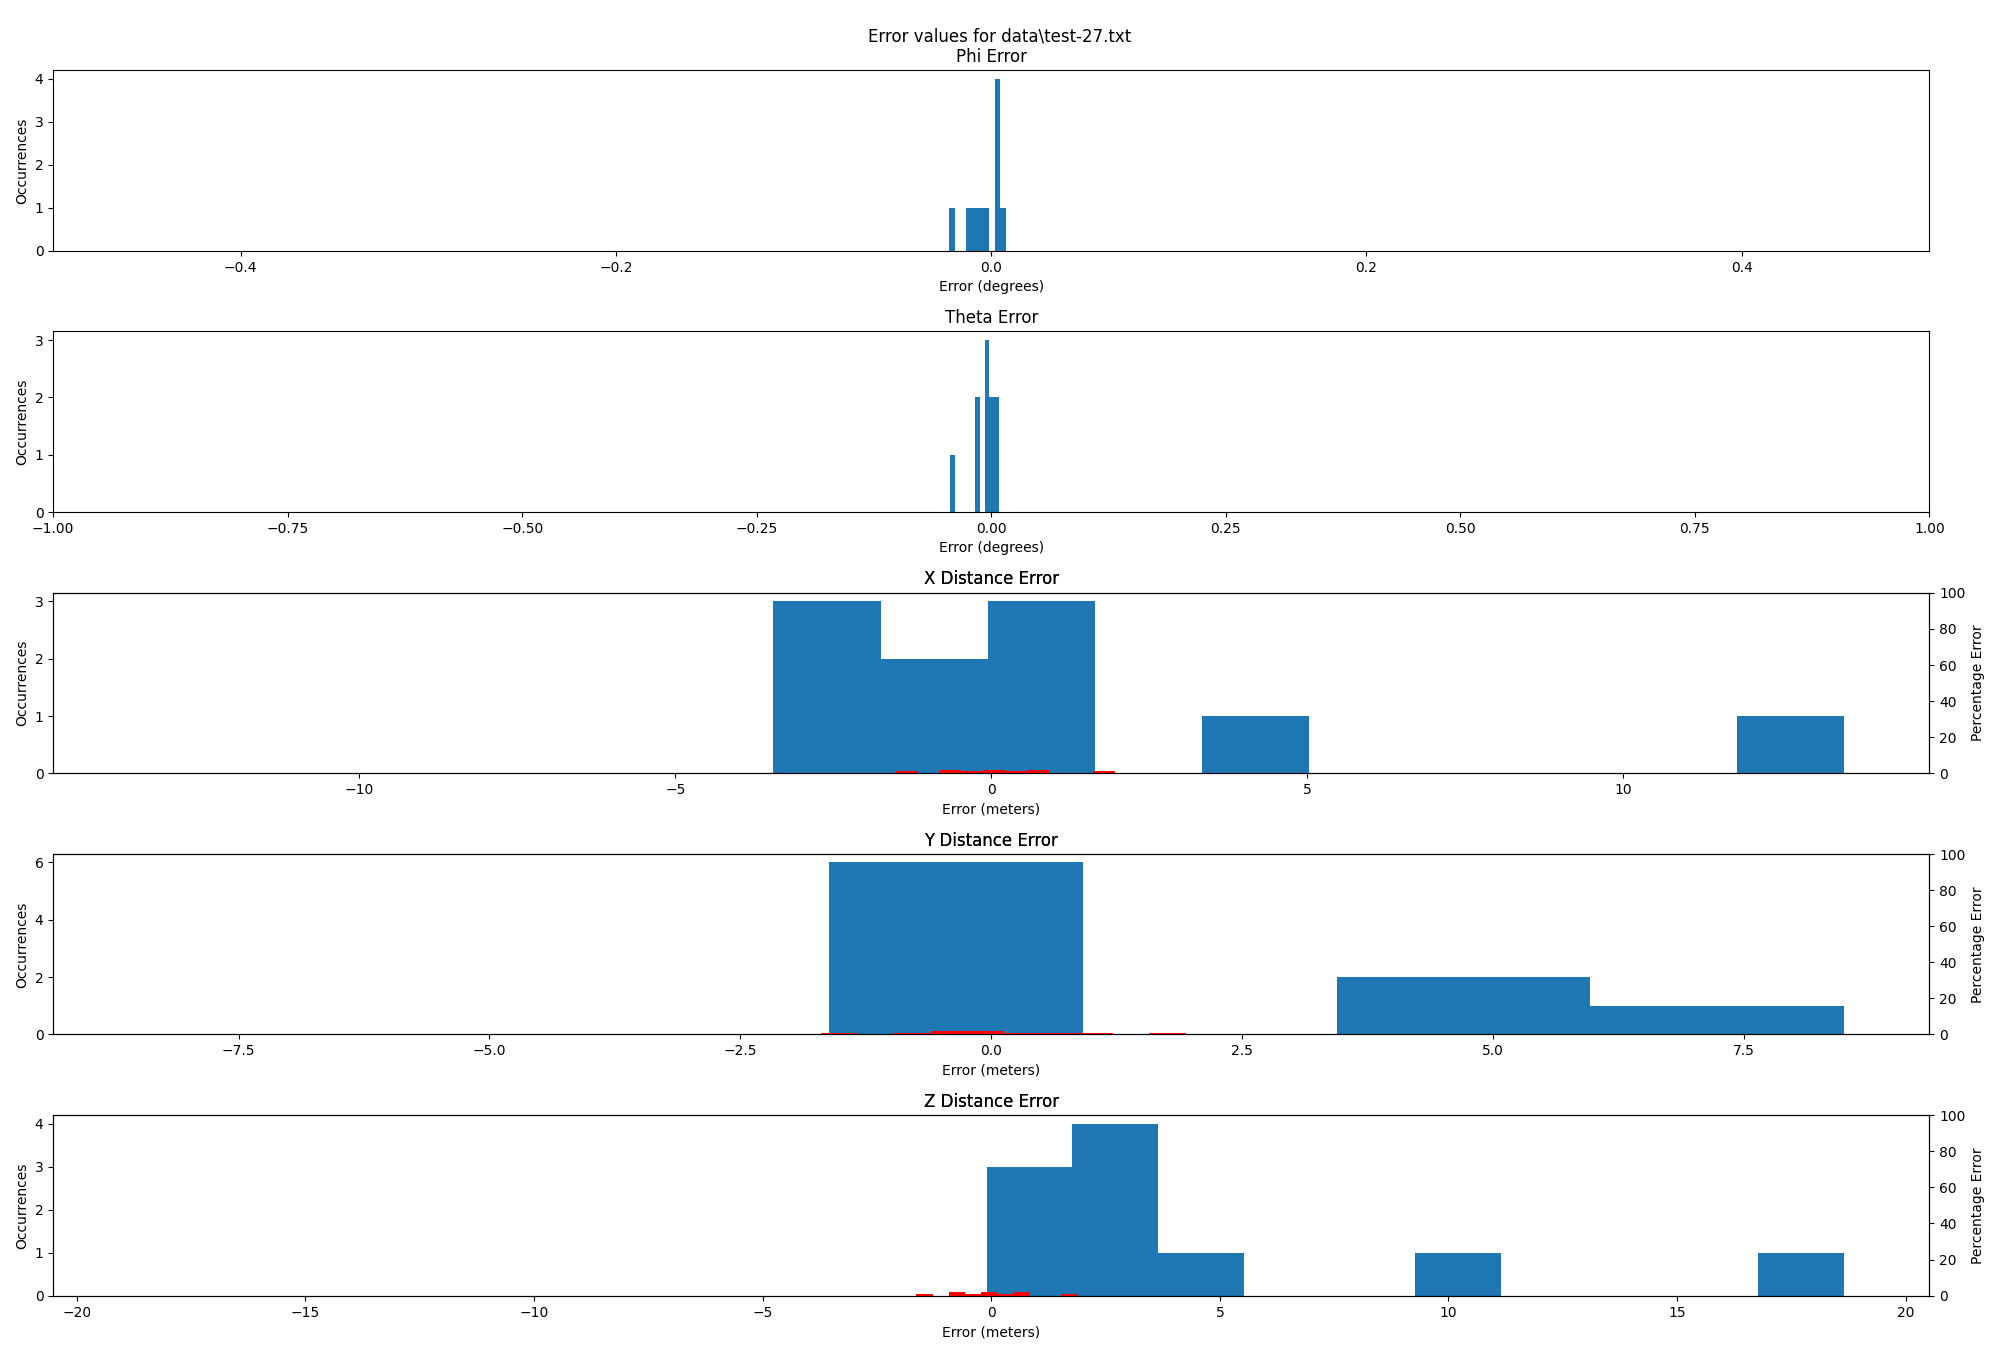 Error values for data\test-27.txt
Phi Error
4
3
2
1
0
Occurrences
−0.4 −0.2 0.0 0.2 0.4
Error (degrees)
Theta Error
3
2
1
0
Occurrences
−1.00 −0.75 −0.50 −0.25 0.00 0.25 0.50 0.75 1.00
Error (degrees)
X Distance Error
3
2
1
0
Occurrences
100
80
60
40
20
0
Percentage Error
−10 −5 0 5 10
Error (meters)
Y Distance Error
6
4
2
0
Occurrences
100
80
60
40
20
0
Percentage Error
−7.5 −5.0 −2.5 0.0 2.5 5.0 7.5
Error (meters)
Z Distance Error
4
3
2
1
0
Occurrences
100
80
60
40
20
0
Percentage Error
−20 −15 −10 −5 0 5 10 15 20
Error (meters)